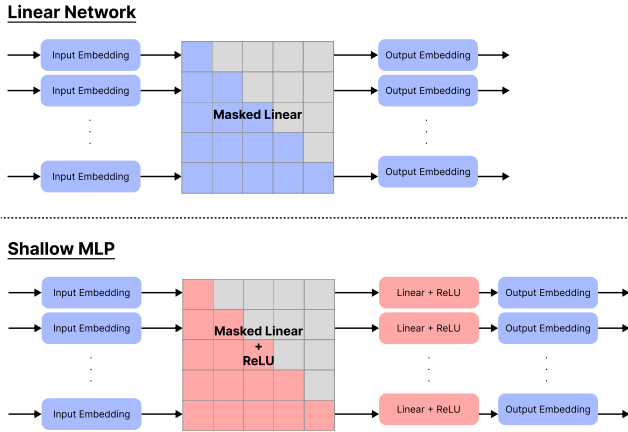 Linear Network
Input Embedding
Output Embedding
Input Embedding
Output Embedding
Masked Linear
Input Embedding
Output Embedding
Shallow MLP
Input Embedding
Linear + ReLU
Output Embedding
Input Embedding
Linear + ReLU
Output Embedding
Masked Linear
+
ReLU
Input Embedding
Linear + ReLU
Output Embedding